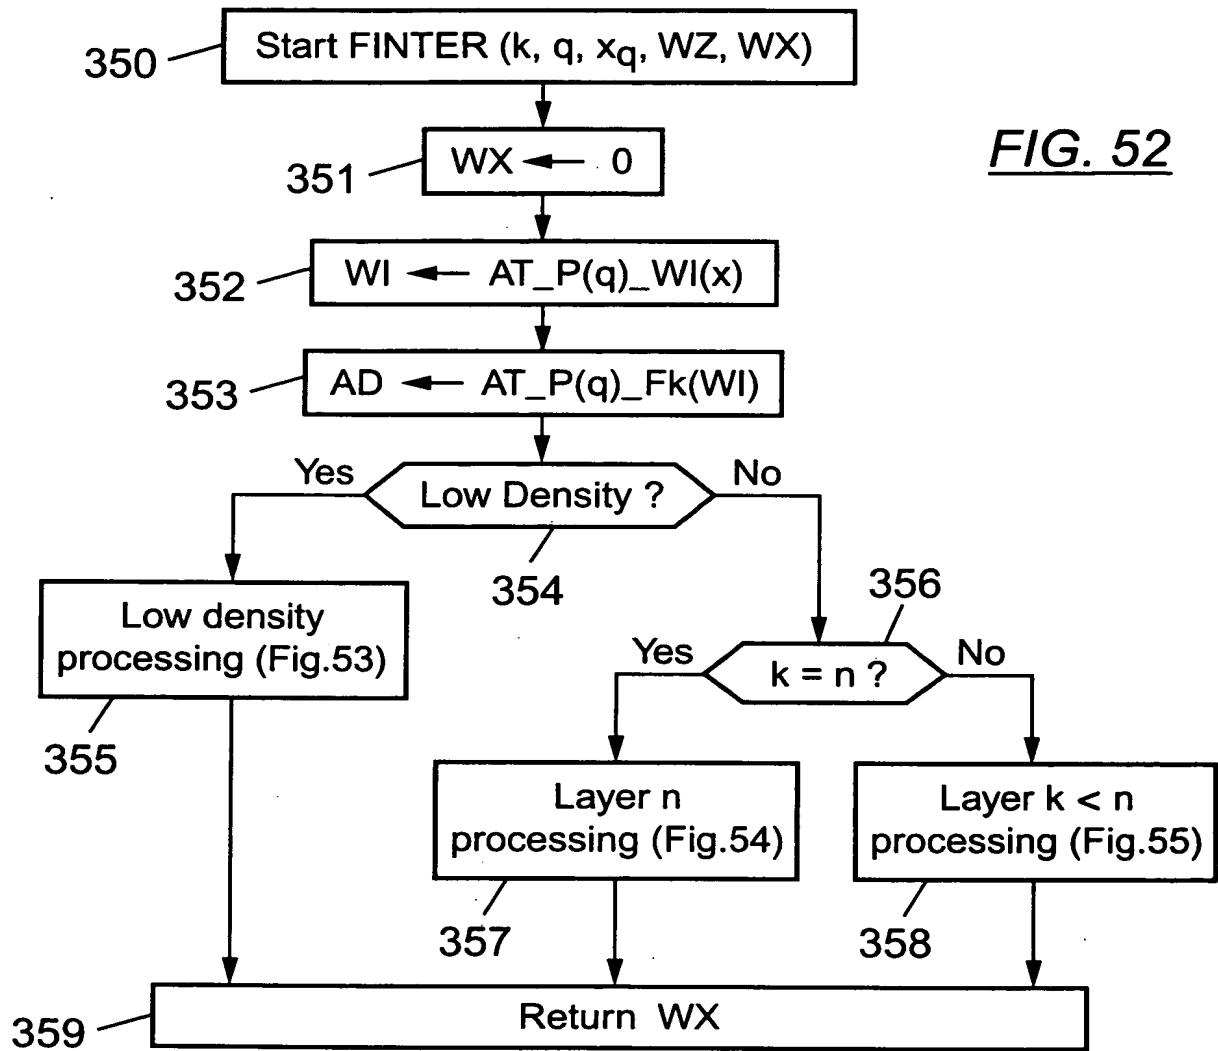 350
Start FINTER (k, q, xq, WZ, WX)
FIG. 52
351
WX ← 0
352
WI ← AT_P(q)_WI(x)
353
AD ← AT_P(q)_Fk(WI)
Yes
Low Density ?
No
354
Low density
processing (Fig.53)
355
356
Yes
k = n ?
No
Layer n
processing (Fig.54)
357
Layer k < n
processing (Fig.55)
358
359
Return WX